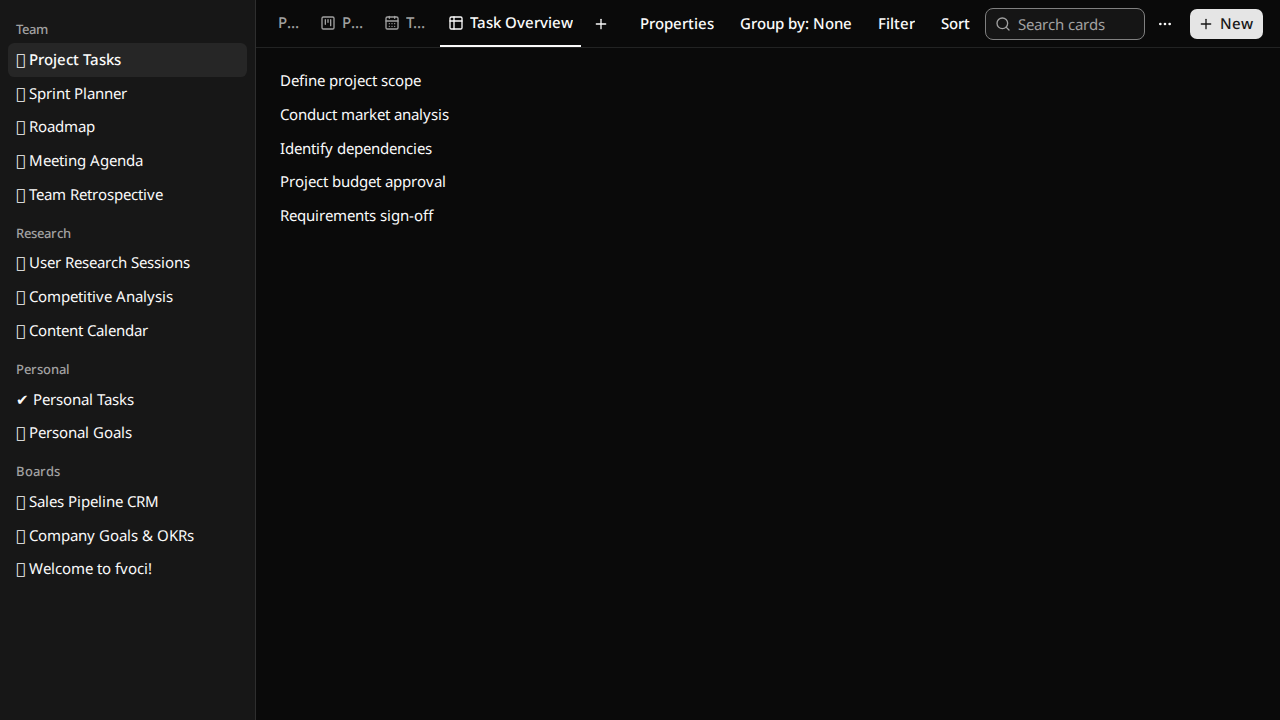 Team
Project Tasks
Sprint Planner
Roadmap
Meeting Agenda
Team Retrospective
Research
User Research Sessions
Competitive Analysis
Content Calendar
Personal
✔ Personal Tasks
Personal Goals
Boards
Sales Pipeline CRM
Company Goals & OKRs
Welcome to fvoci!
P... P... T... Task Overview Properties Group by: None Filter Sort Search cards New
Define project scope
Conduct market analysis
Identify dependencies
Project budget approval
Requirements sign-off